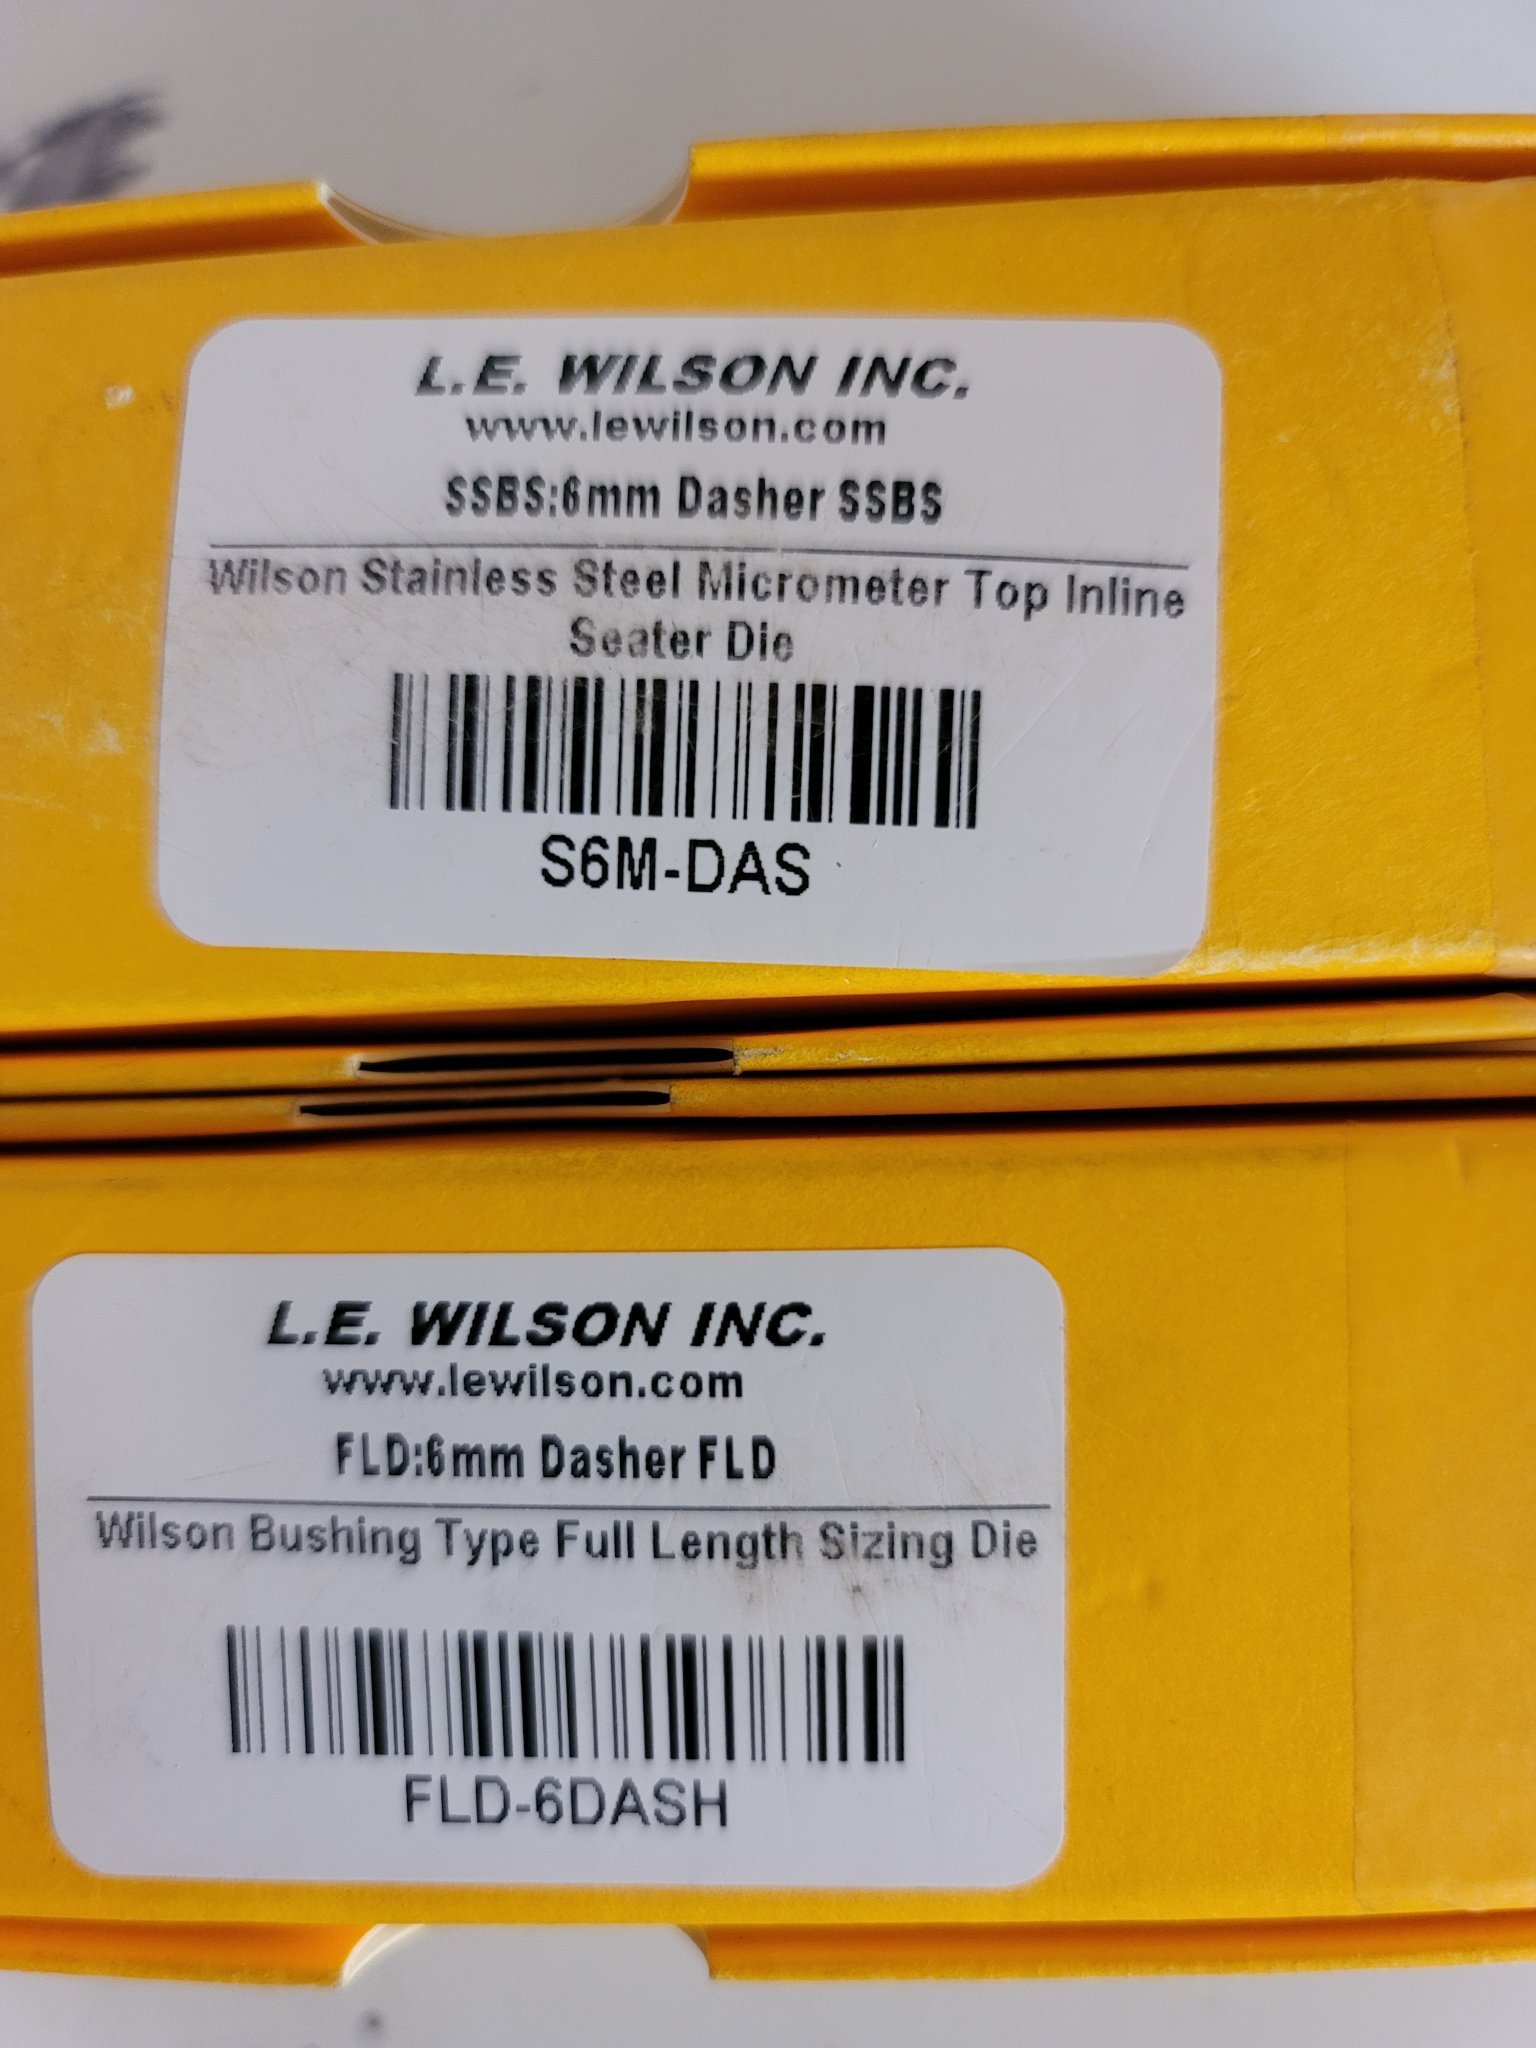 L.E. WILSON INC.
www.lewilson.com
SSBS:6mm Dasher SSBS
Wilson Stainless Steel Micrometer Top Inline
Seater Die
S6M-DAS
L.E. WILSON INC.
www.lewilson.com
FLD:6mm Dasher FLD
Wilson Bushing Type Full Length Sizing Die
FLD-6DASH